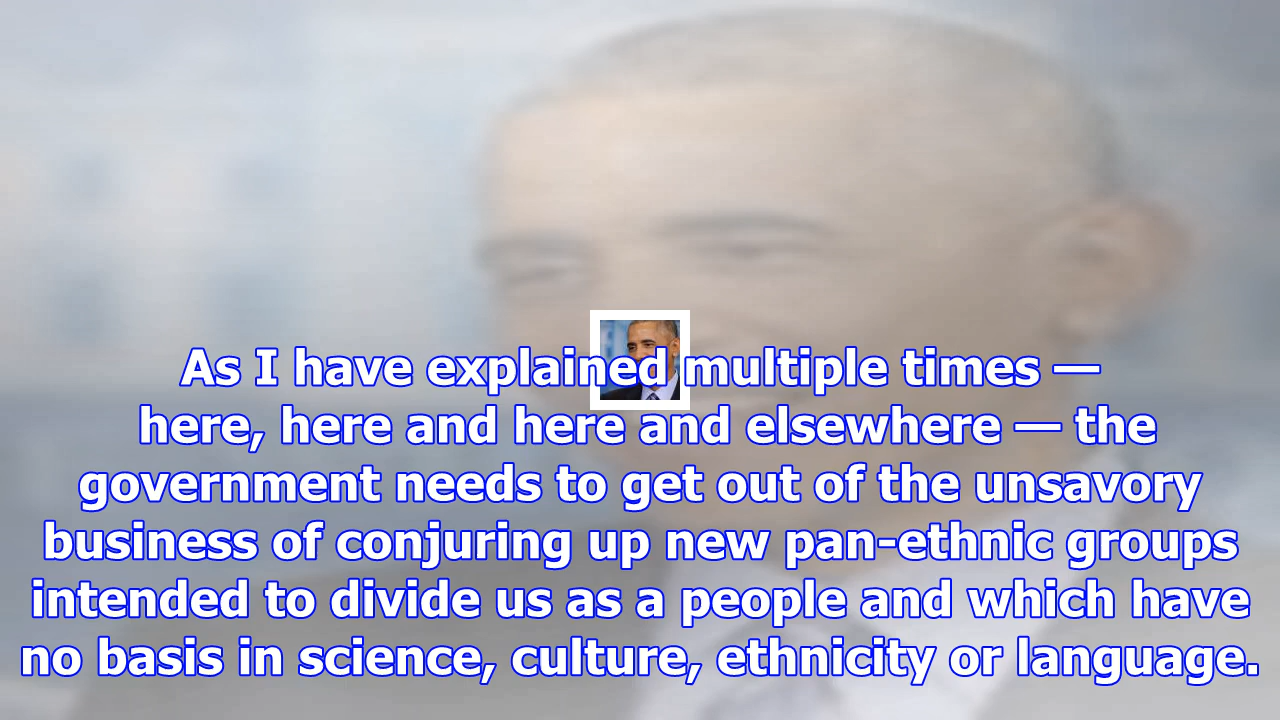 As I have explained multiple times —
here, here and here and elsewhere — the
government needs to get out of the unsavory
business of conjuring up new pan-ethnic groups
intended to divide us as a people and which have
no basis in science, culture, ethnicity or language.